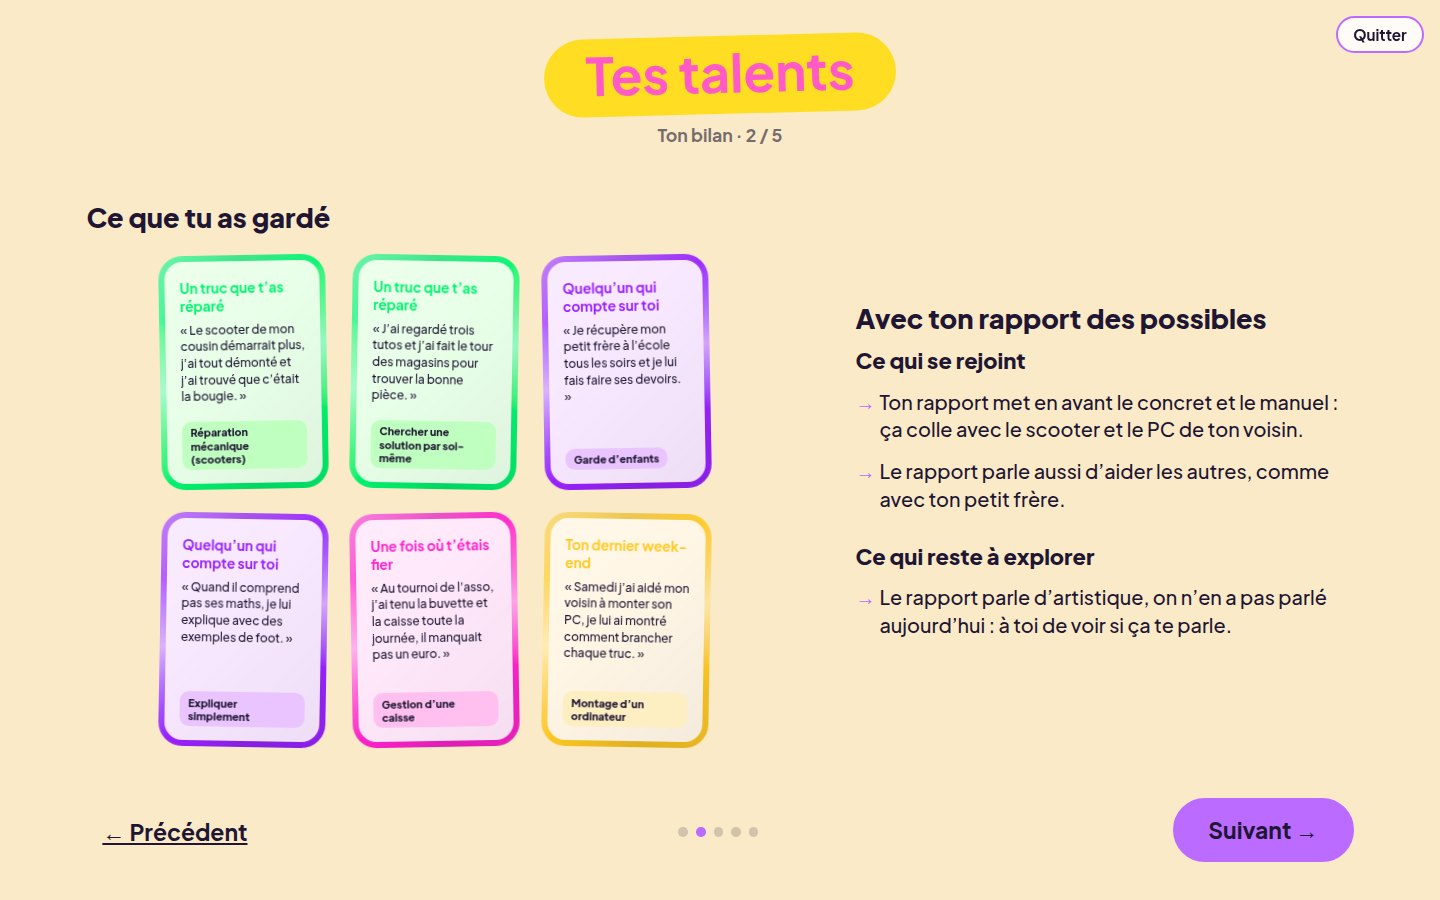 Quitter
Tes talents
Ton bilan · 2 / 5
Ce que tu as gardé
Un truc que t’as
réparé
« Le scooter de mon
cousin démarrait plus,
j’ai tout démonté et
j’ai trouvé que c’était
la bougie. »
Réparation
mécanique
(scooters)
Un truc que t’as
réparé
« J’ai regardé trois
tutos et j’ai fait le tour
des magasins pour
trouver la bonne
pièce. »
Chercher une
solution par soi-
même
Quelqu’un qui
compte sur toi
« Je récupère mon
petit frère à l’école
tous les soirs et je lui
fais faire ses devoirs.
»
Garde d’enfants
Quelqu’un qui
compte sur toi
« Quand il comprend
pas ses maths, je lui
explique avec des
exemples de foot. »
Expliquer
simplement
Une fois où t’étais
fier
« Au tournoi de l’asso,
j’ai tenu la buvette et
la caisse toute la
journée, il manquait
pas un euro. »
Gestion d’une
caisse
Ton dernier week-
end
« Samedi j’ai aidé mon
voisin à monter son
PC, je lui ai montré
comment brancher
chaque truc. »
Montage d’un
ordinateur
Avec ton rapport des possibles
Ce qui se rejoint
→ Ton rapport met en avant le concret et le manuel :
ça colle avec le scooter et le PC de ton voisin.
→ Le rapport parle aussi d’aider les autres, comme
avec ton petit frère.
Ce qui reste à explorer
→ Le rapport parle d’artistique, on n’en a pas parlé
aujourd’hui : à toi de voir si ça te parle.
← Précédent
Suivant →